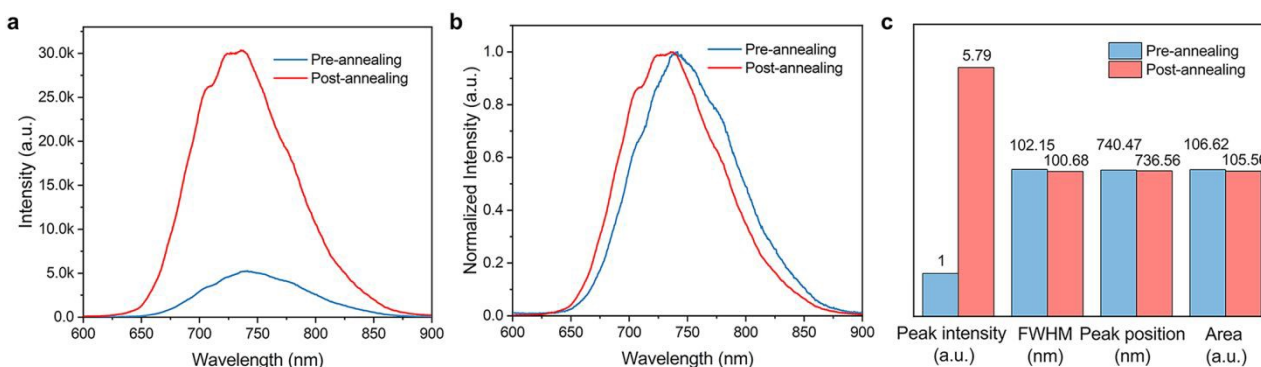 a
Pre-annealing
Post-annealing
30.0k
25.0k
20.0k
15.0k
10.0k
5.0k
0.0
Intensity (a.u.)
600 650 700 750 800 850 900
Wavelength (nm)
b
Pre-annealing
Post-annealing
1.0
0.8
0.6
0.4
0.2
0.0
Normalized Intensity (a.u.)
600 650 700 750 800 850 900
Wavelength (nm)
c
Pre-annealing
Post-annealing
5.79
1
102.15
100.68
740.47
736.56
106.62
105.56
Peak intensity FWHM Peak position Area
(a.u.) (nm) (nm) (a.u.)